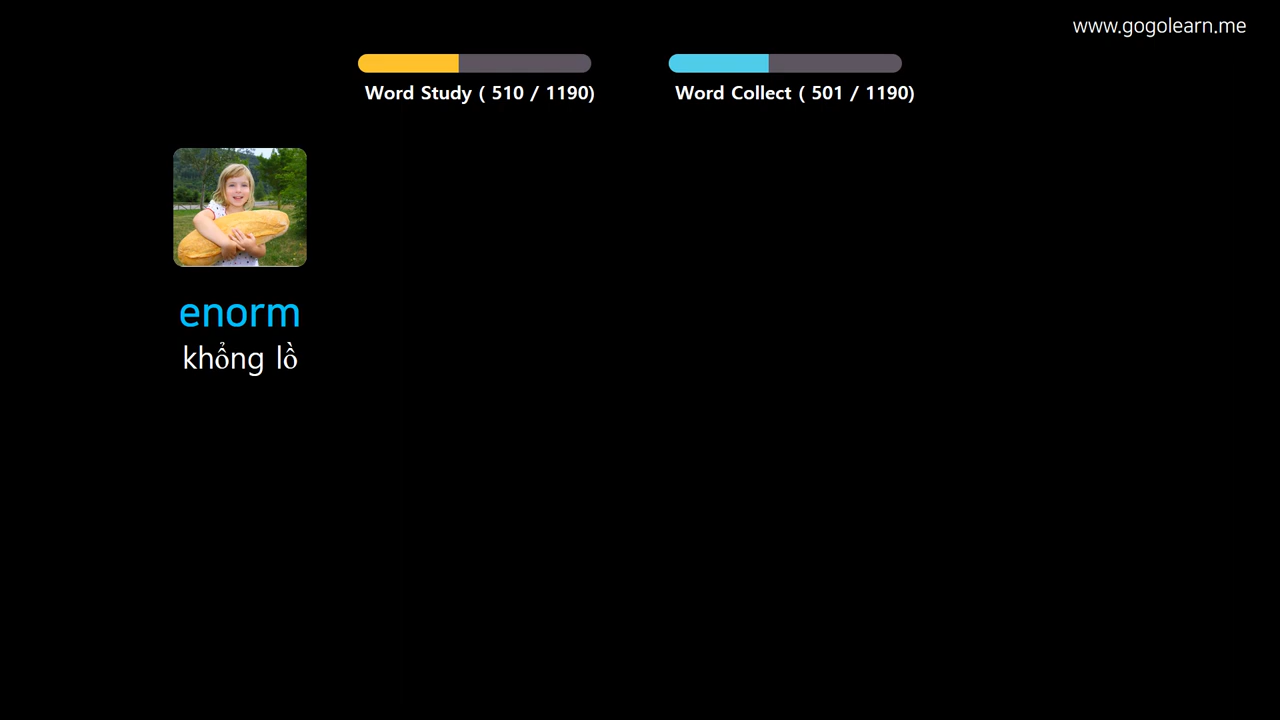 www.gogolearn.me
Word Study ( 510 / 1190)
Word Collect ( 501 / 1190)
enorm
khổng lồ